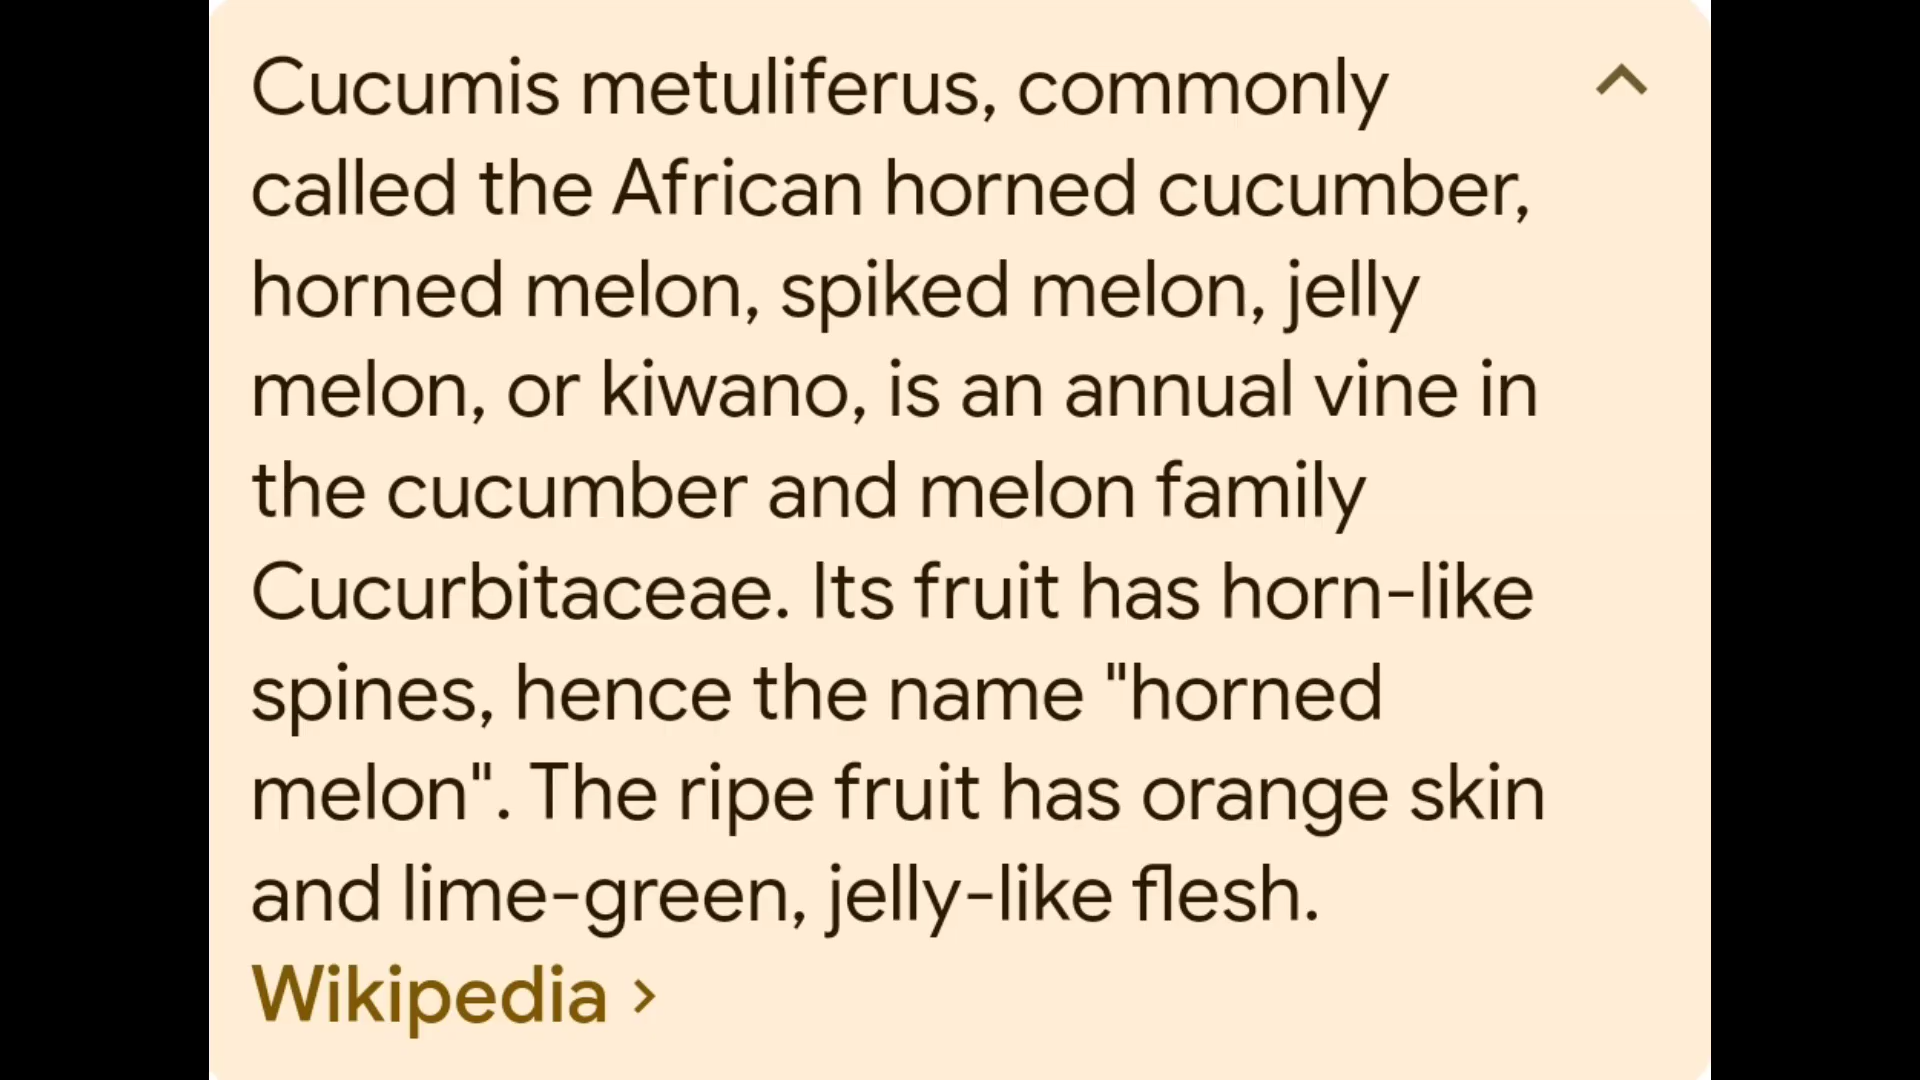 Cucumis metuliferus, commonly
called the African horned cucumber,
horned melon, spiked melon, jelly
melon, or kiwano, is an annual vine in
the cucumber and melon family
Cucurbitaceae. Its fruit has horn-like
spines, hence the name "horned
melon". The ripe fruit has orange skin
and lime-green, jelly-like flesh.
Wikipedia >